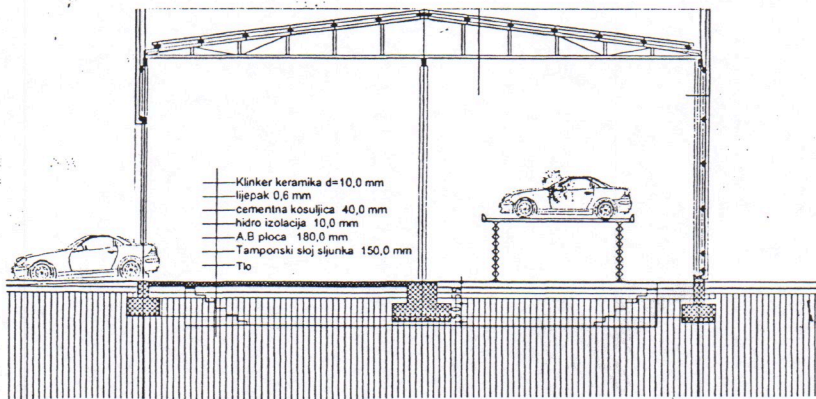 Klinker keramika d=10,0 mm
lijepak 0,6 mm
cementna kosuljica 40,0 mm
hidro izolacija 10,0 mm
A.B ploca 180,0 mm
Tamponski sloj sljunka 150,0 mm
Tlo